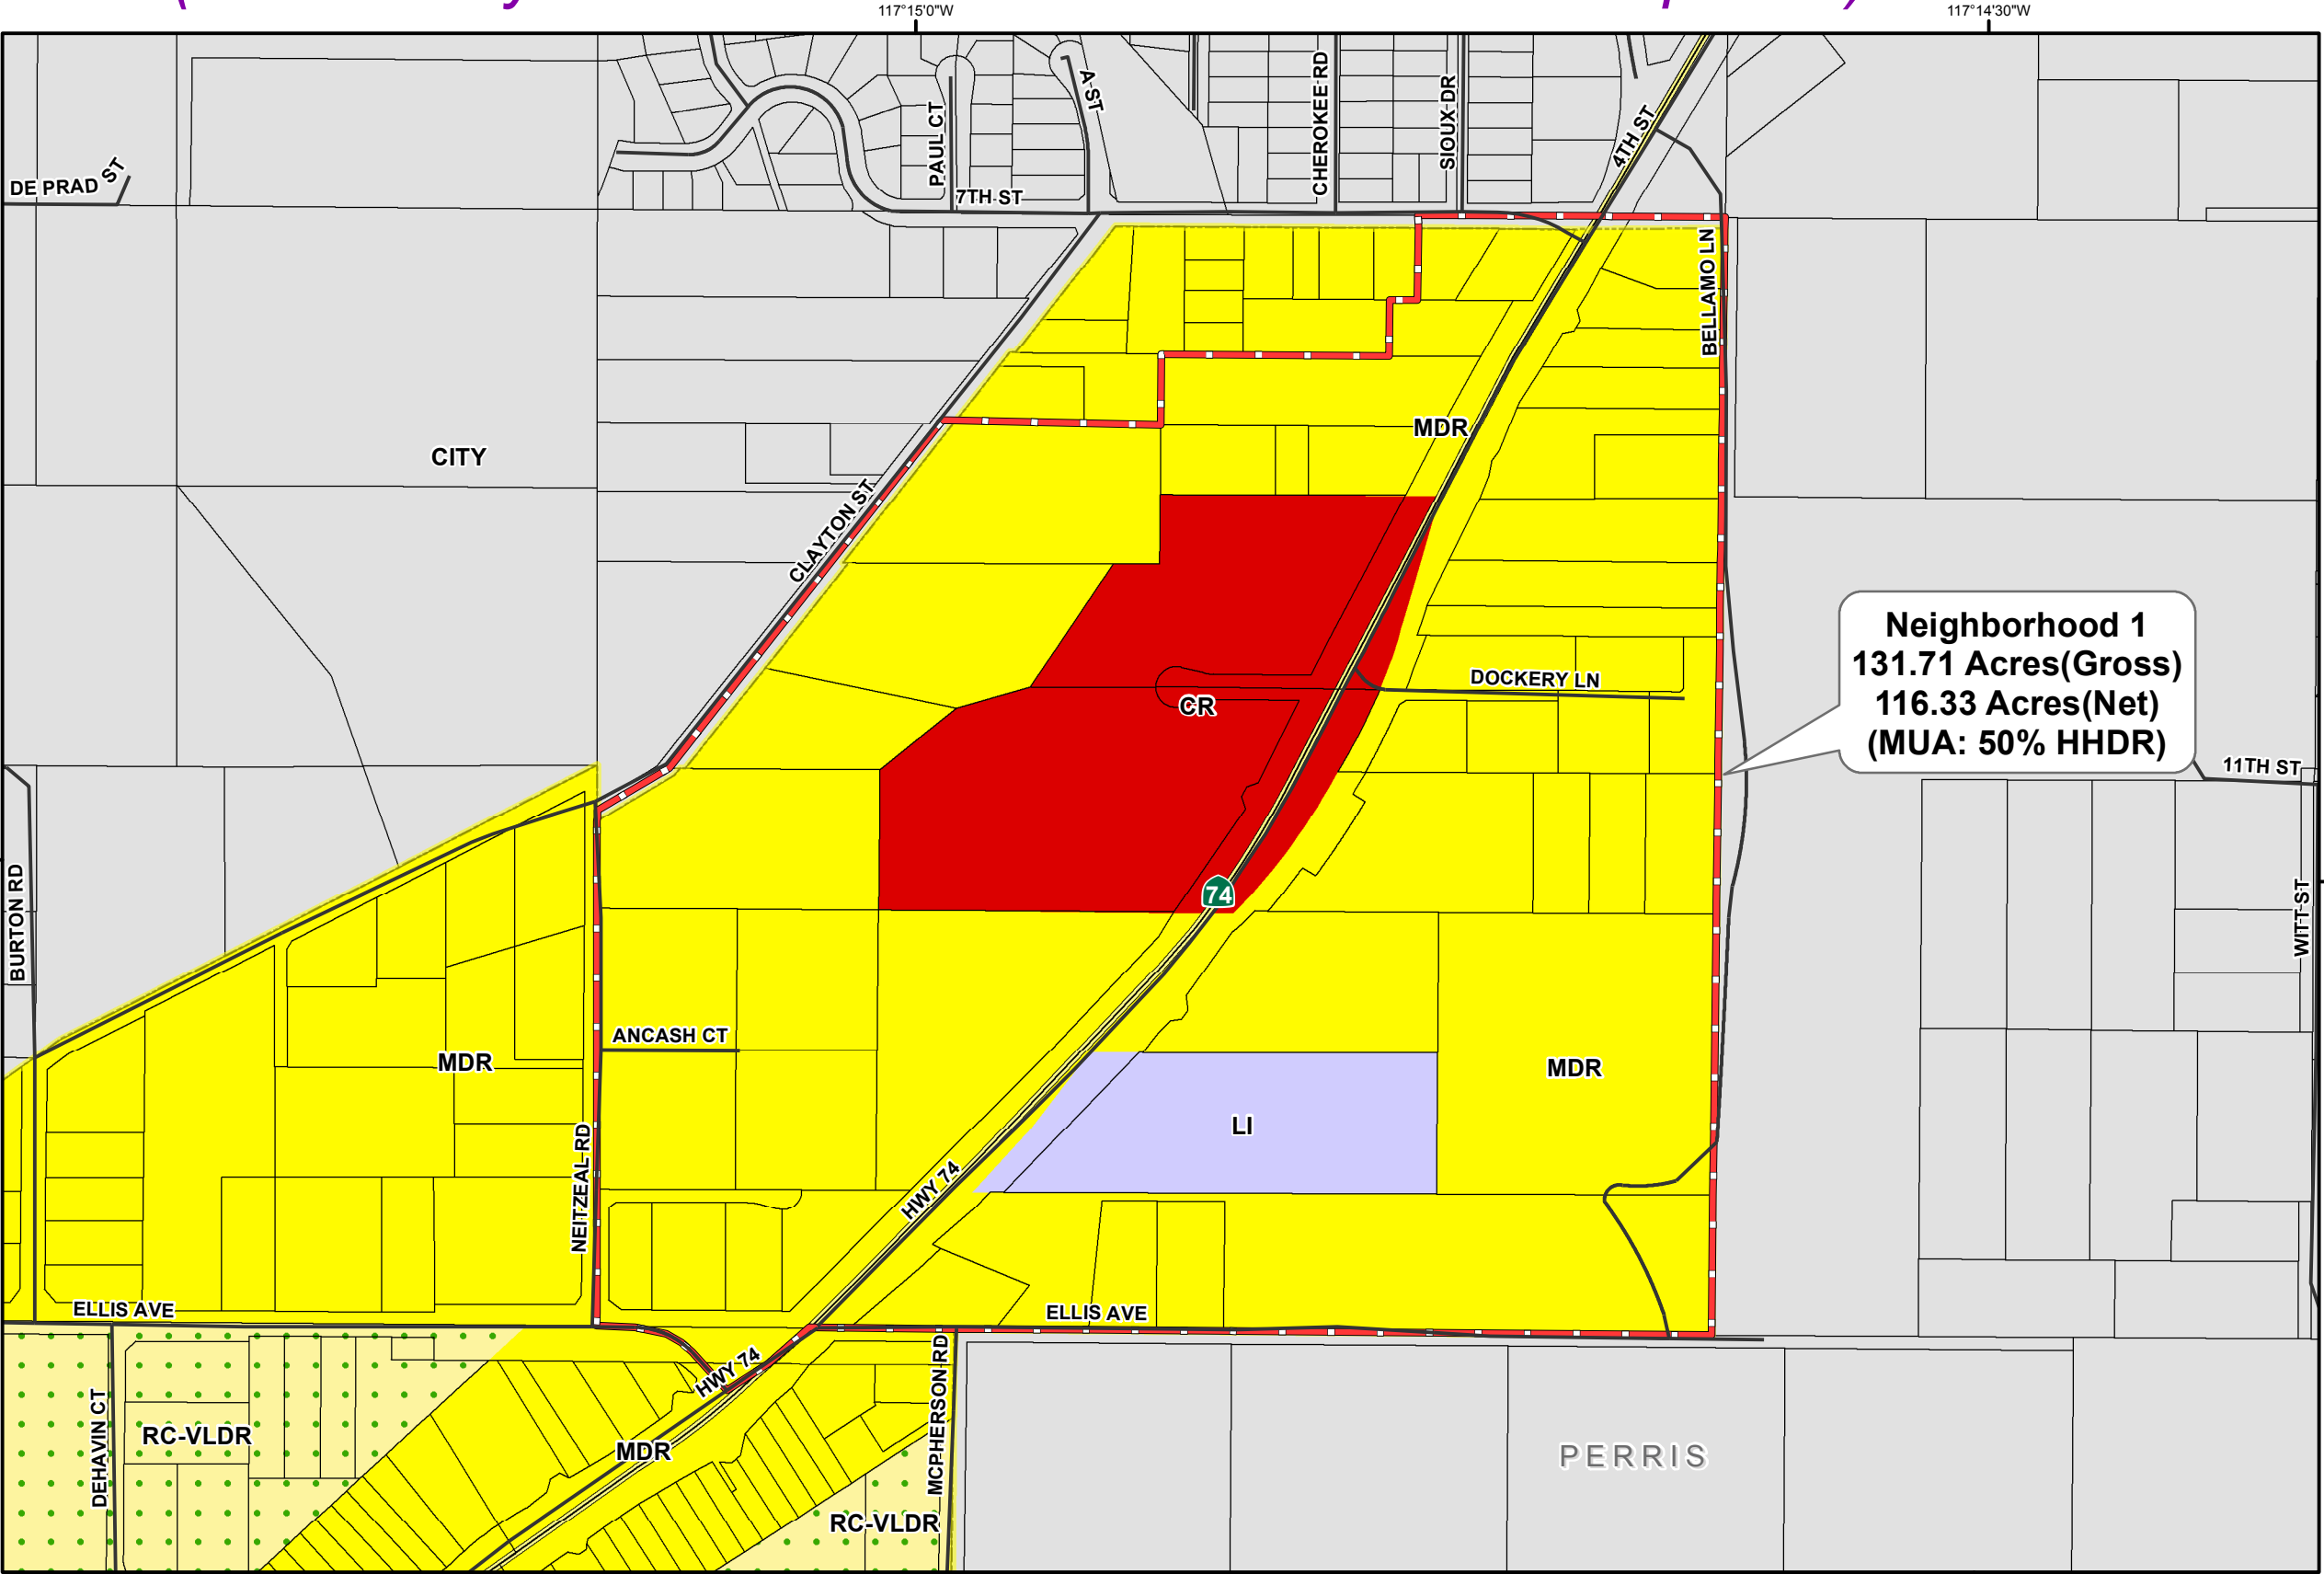 117°15'0"W
117°14'30"W
DE PRAD ST
PAUL CT
A ST
7TH ST
CHEROKEE RD
SIOUX DR
4TH ST
BELLAMO LN
CITY
MDR
CLAYTON ST
Neighborhood 1
131.71 Acres(Gross)
116.33 Acres(Net)
(MUA: 50% HHDR)
DOCKERY LN
CR
11TH ST
74
BURTON RD
WITT ST
ANCASH CT
MDR
MDR
LI
NEITZEAL RD
HWY 74
ELLIS AVE
ELLIS AVE
HWY 74
MCPHERSON RD
DEHAVIN CT
RC-VLDR
MDR
PERRIS
RC-VLDR